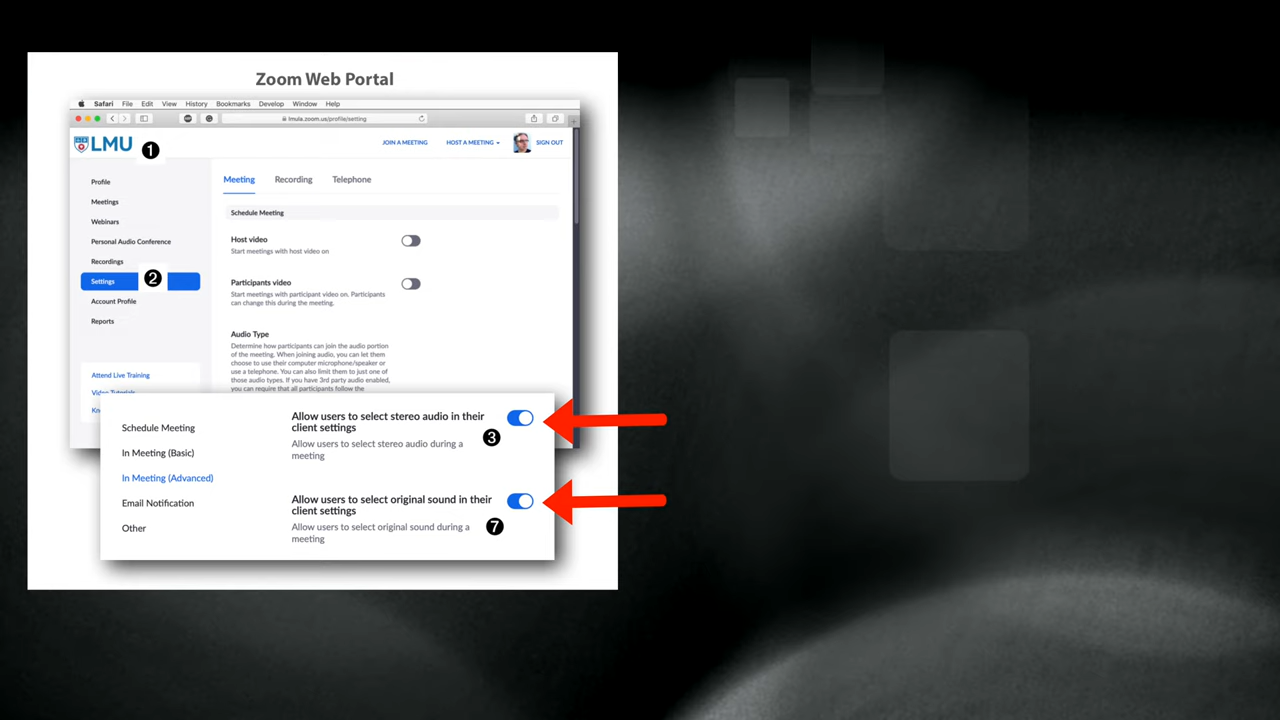 Zoom Web Portal
Safari File Edit View History Bookmarks Develop Window Help
lmula.zoom.us/profile/setting
LMU
1
JOIN A MEETING HOST A MEETING SIGN OUT
Profile
Meetings
Webinars
Personal Audio Conference
Recordings
Settings
2
Account Profile
Reports
Attend Live Training
Video Tutorials
Meeting Recording Telephone
Schedule Meeting
Host video
Start meetings with host video on
Participants video
Start meetings with participant video on. Participants
can change this during the meeting.
Audio Type
Determine how participants can join the audio portion
of the meeting. When joining audio, you can let them
choose to use their computer microphone/speaker or
use a telephone. You can also limit them to just one of
those audio types. If you have 3rd party audio enabled,
you can require that all participants follow the
Schedule Meeting
In Meeting (Basic)
In Meeting (Advanced)
Email Notification
Other
Allow users to select stereo audio in their
client settings
3
Allow users to select stereo audio during a
meeting
Allow users to select original sound in their
client settings
7
Allow users to select original sound during a
meeting